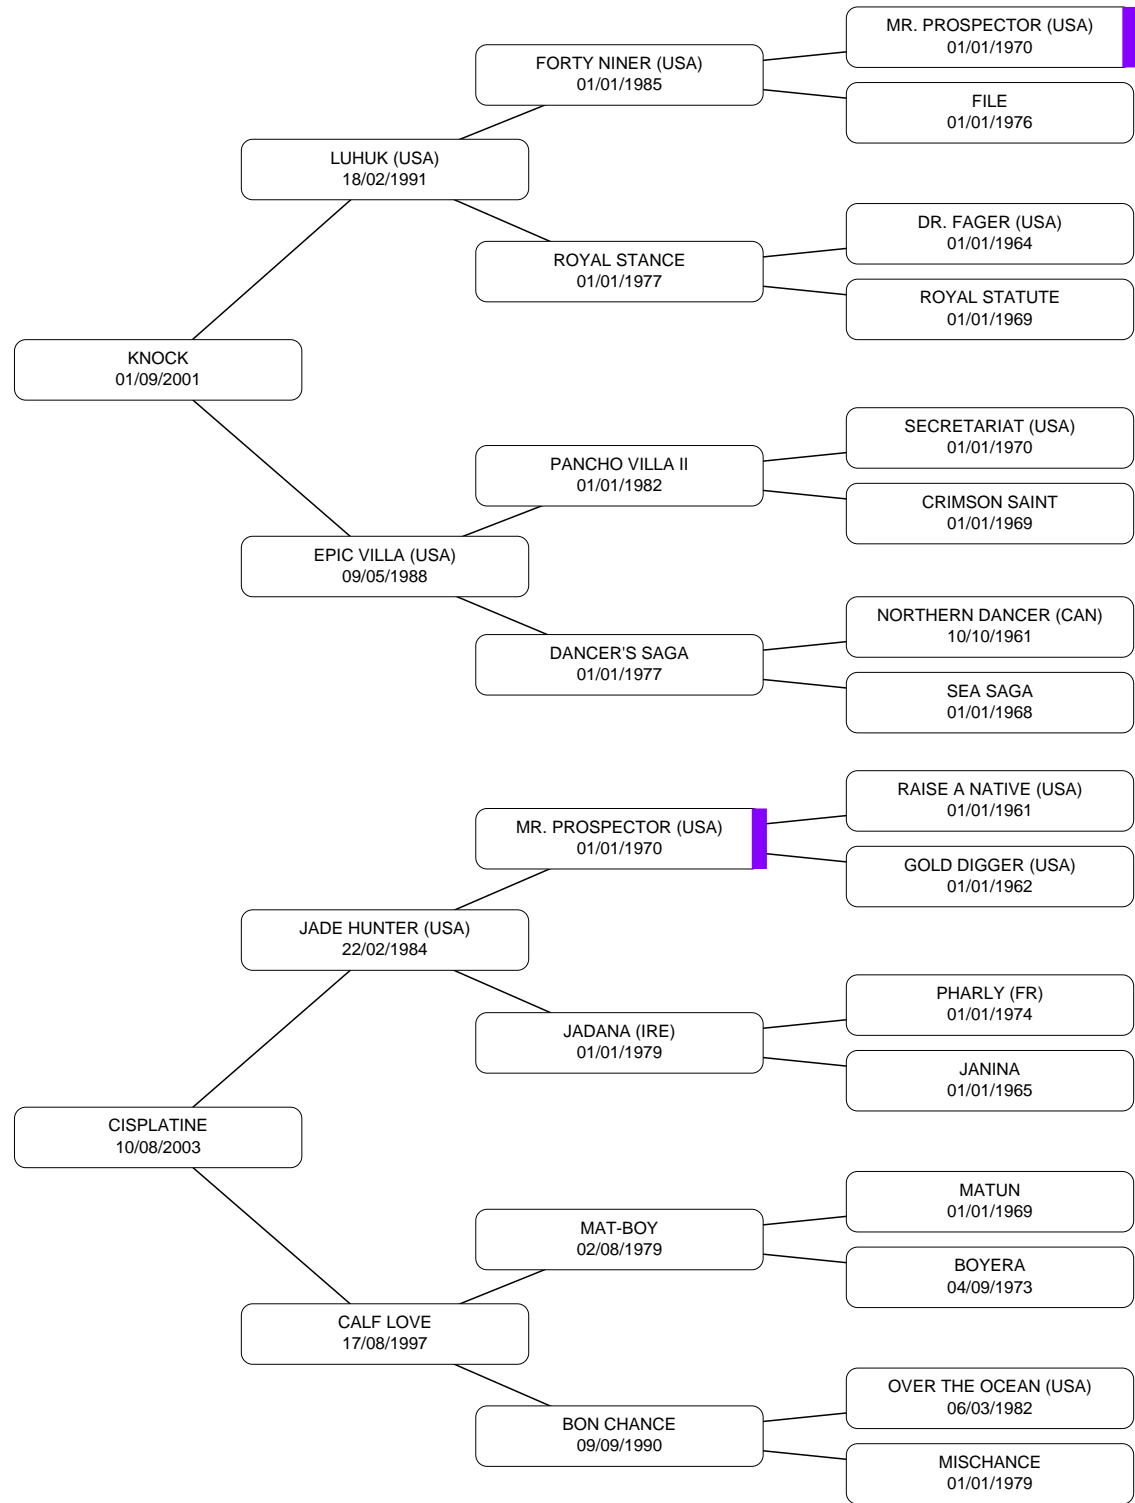 MR. PROSPECTOR (USA)
01/01/1970
FORTY NINER (USA)
01/01/1985
FILE
01/01/1976
LUHUK (USA)
18/02/1991
DR. FAGER (USA)
01/01/1964
ROYAL STANCE
01/01/1977
ROYAL STATUTE
01/01/1969
KNOCK
01/09/2001
SECRETARIAT (USA)
01/01/1970
PANCHO VILLA II
01/01/1982
CRIMSON SAINT
01/01/1969
EPIC VILLA (USA)
09/05/1988
NORTHERN DANCER (CAN)
10/10/1961
DANCER'S SAGA
01/01/1977
SEA SAGA
01/01/1968
RAISE A NATIVE (USA)
01/01/1961
MR. PROSPECTOR (USA)
01/01/1970
GOLD DIGGER (USA)
01/01/1962
JADE HUNTER (USA)
22/02/1984
PHARLY (FR)
01/01/1974
JADANA (IRE)
01/01/1979
JANINA
01/01/1965
CISPLATINE
10/08/2003
MATUN
01/01/1969
MAT-BOY
02/08/1979
BOYERA
04/09/1973
CALF LOVE
17/08/1997
OVER THE OCEAN (USA)
06/03/1982
BON CHANCE
09/09/1990
MISCHANCE
01/01/1979